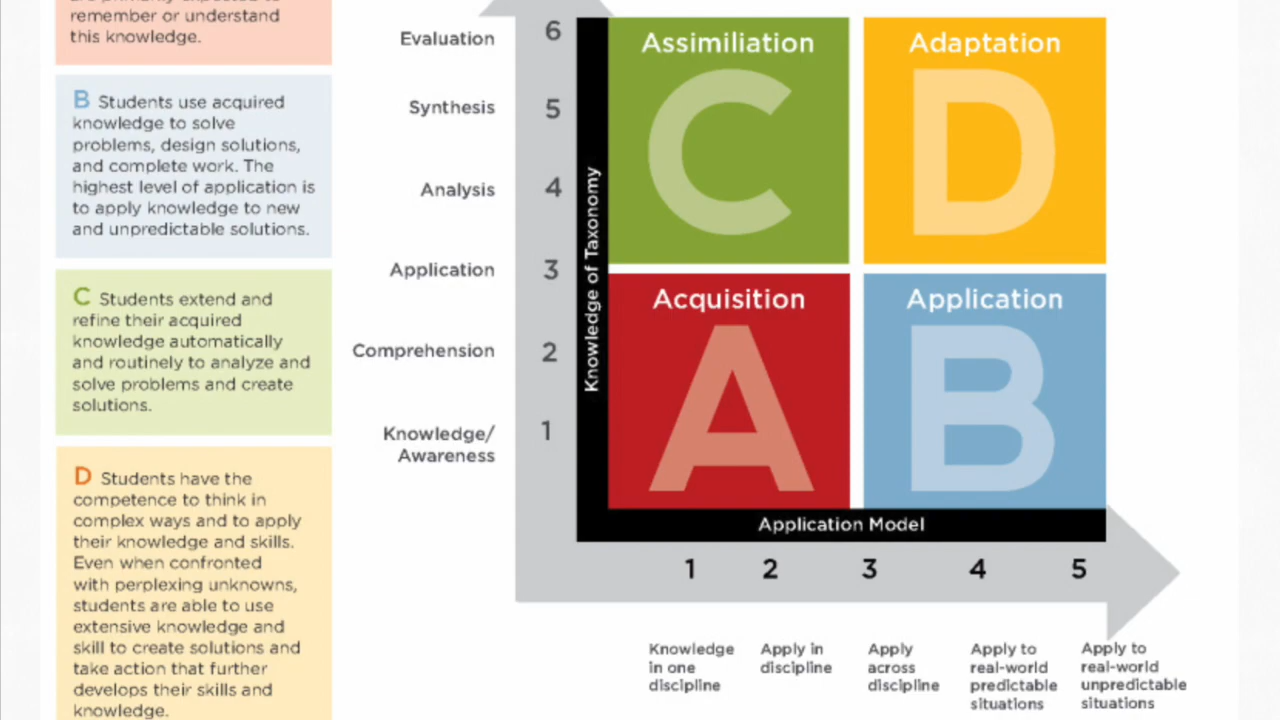 remember or understand
this knowledge.
B Students use acquired
knowledge to solve
problems, design solutions,
and complete work. The
highest level of application is
to apply knowledge to new
and unpredictable solutions.
C Students extend and
refine their acquired
knowledge automatically
and routinely to analyze and
solve problems and create
solutions.
D Students have the
competence to think in
complex ways and to apply
their knowledge and skills.
Even when confronted
with perplexing unknowns,
students are able to use
extensive knowledge and
skill to create solutions and
take action that further
develops their skills and
knowledge.
Evaluation 6
Synthesis 5
Analysis 4
Application 3
Comprehension 2
Knowledge/
Awareness 1
Knowledge of Taxonomy
Assimiliation
C
Adaptation
D
Acquisition
A
Application
B
Application Model
1 2 3 4 5
Knowledge
in one
discipline
Apply in
discipline
Apply
across
discipline
Apply to
real-world
predictable
situations
Apply to
real-world
unpredictable
situations